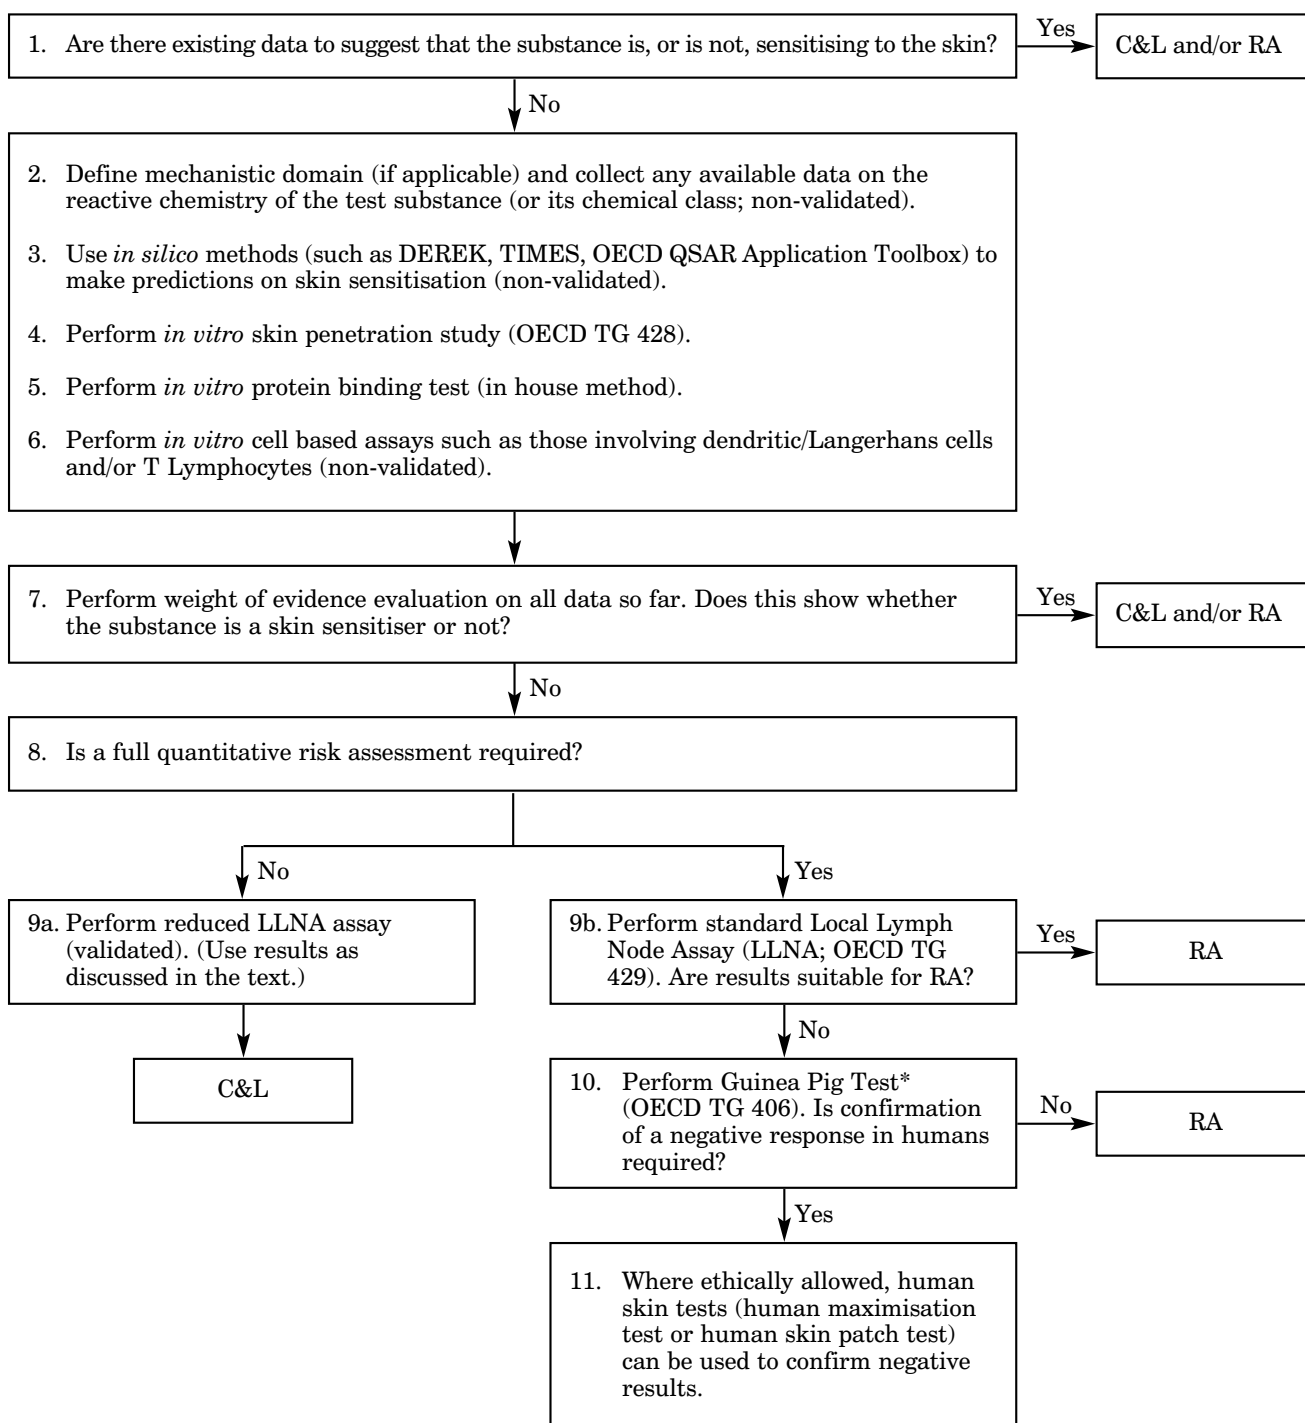 1. Are there existing data to suggest that the substance is, or is not, sensitising to the skin?
Yes
C&L and/or RA
No
2. Define mechanistic domain (if applicable) and collect any available data on the
reactive chemistry of the test substance (or its chemical class; non-validated).
3. Use in silico methods (such as DEREK, TIMES, OECD QSAR Application Toolbox) to
make predictions on skin sensitisation (non-validated).
4. Perform in vitro skin penetration study (OECD TG 428).
5. Perform in vitro protein binding test (in house method).
6. Perform in vitro cell based assays such as those involving dendritic/Langerhans cells
and/or T Lymphocytes (non-validated).
7. Perform weight of evidence evaluation on all data so far. Does this show whether
the substance is a skin sensitiser or not?
Yes
C&L and/or RA
No
8. Is a full quantitative risk assessment required?
No
Yes
9a. Perform reduced LLNA assay
(validated). (Use results as
discussed in the text.)
C&L
9b. Perform standard Local Lymph
Node Assay (LLNA; OECD TG
429). Are results suitable for RA?
Yes
RA
No
10. Perform Guinea Pig Test*
(OECD TG 406). Is confirmation
of a negative response in humans
required?
No
RA
Yes
11. Where ethically allowed, human
skin tests (human maximisation
test or human skin patch test)
can be used to confirm negative
results.